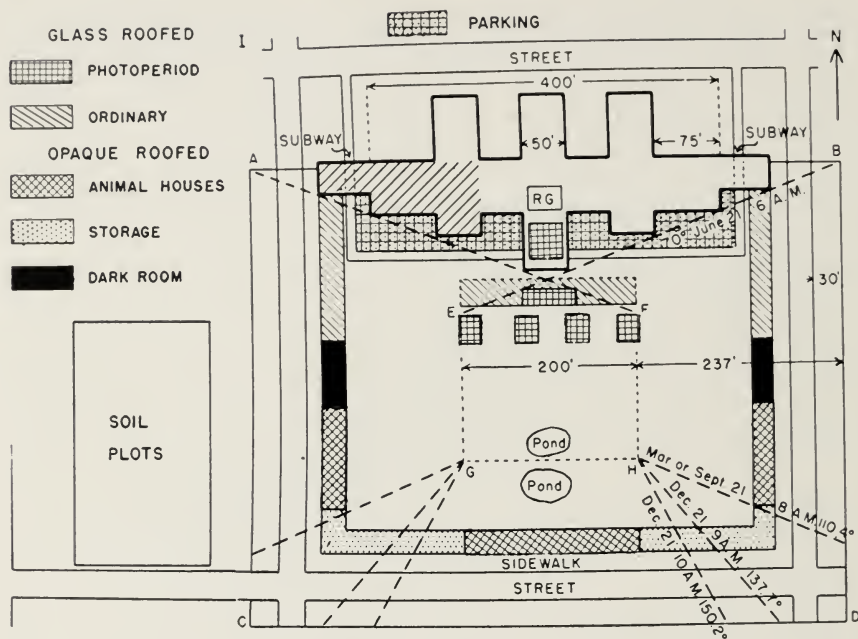 PARKING
GLASS ROOFED
PHOTOPERIOD
ORDINARY
OPAQUE ROOFED
ANIMAL HOUSES
STORAGE
DARK ROOM
I
N
STREET
400'
SUBWAY
50'
75'
SUBWAY
A
B
RG
70° June 21 6 A.M.
30'
E
F
200'
237'
SOIL
PLOTS
Pond
G
H
Pond
Mar or Sept. 21
8 A.M. 110.4°
Dec. 21 9 A.M. 137.7°
Dec. 21 10 A.M. 150.2°
SIDEWALK
STREET
C
D